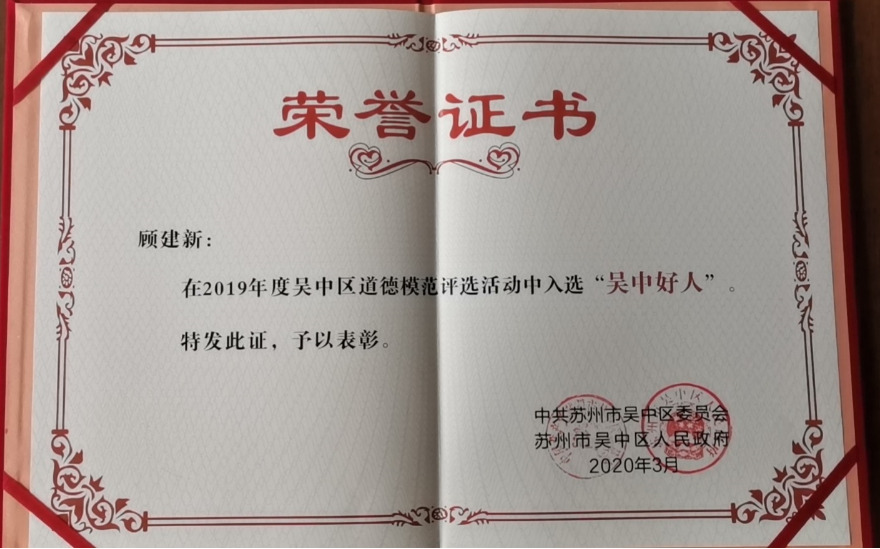 荣誉证书
顾建新：
在2019年度吴中区道德模范评选活动中入选“吴中好人”。
特发此证，予以表彰。
中共苏州市吴中区委员会
苏州市吴中区人民政府
2020年3月